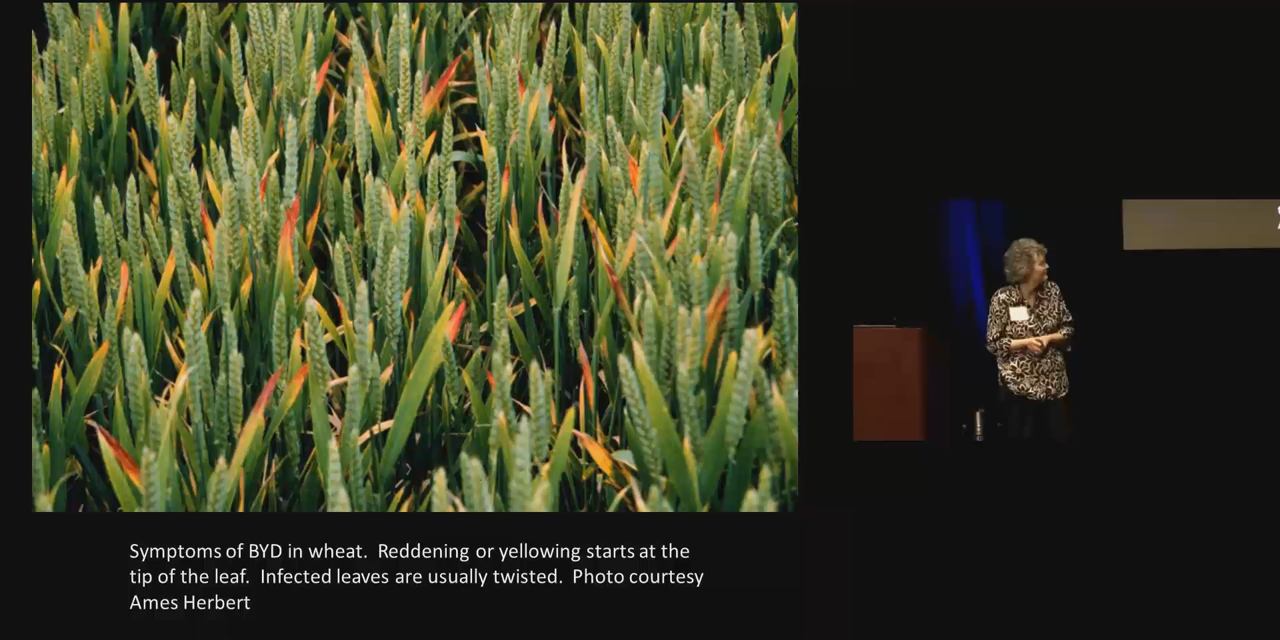 Symptoms of BYD in wheat.  Reddening or yellowing starts at the
tip of the leaf.  Infected leaves are usually twisted.  Photo courtesy
Ames Herbert